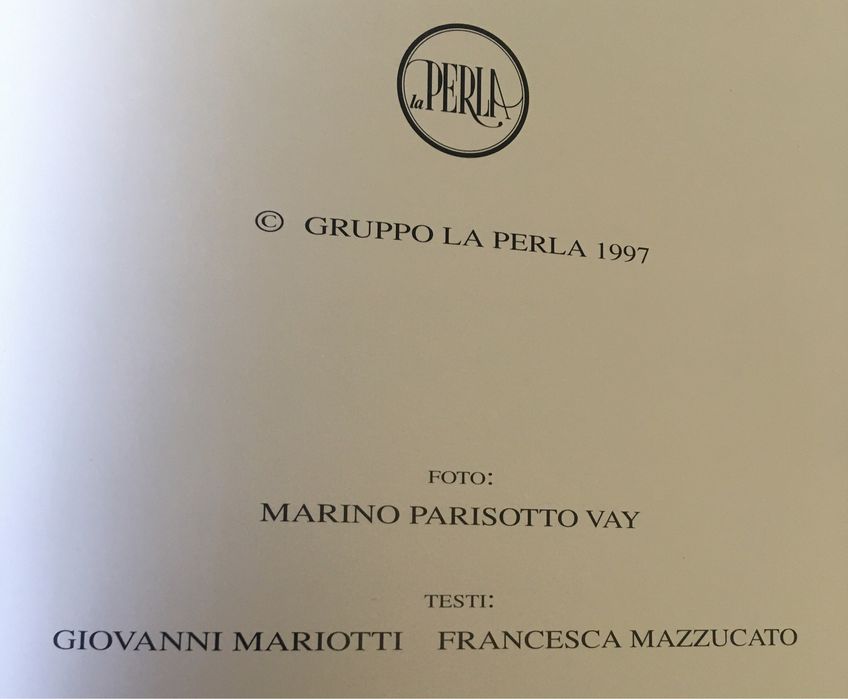 la PERLA
© GRUPPO LA PERLA 1997
FOTO:
MARINO PARISOTTO VAY
TESTI:
GIOVANNI MARIOTTI FRANCESCA MAZZUCATO